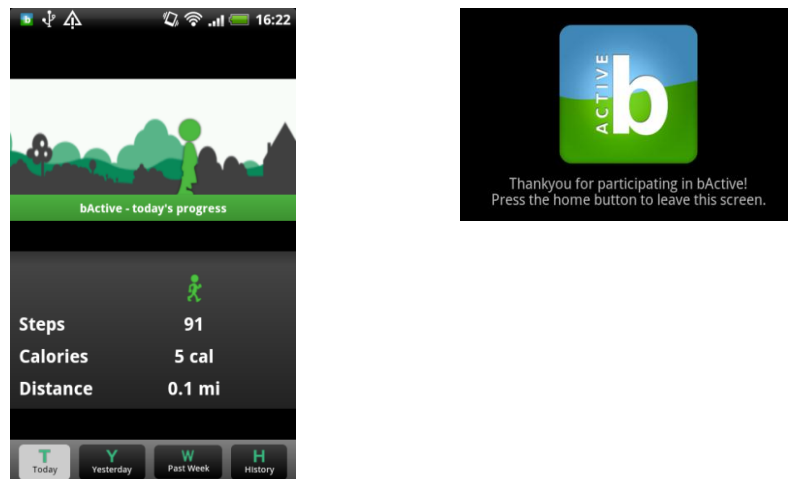 16:22
bActive - today's progress
Steps 91
Calories 5 cal
Distance 0.1 mi
T Y W H
Today Yesterday Past Week History
b
ACTIVE
b
Thankyou for participating in bActive!
Press the home button to leave this screen.